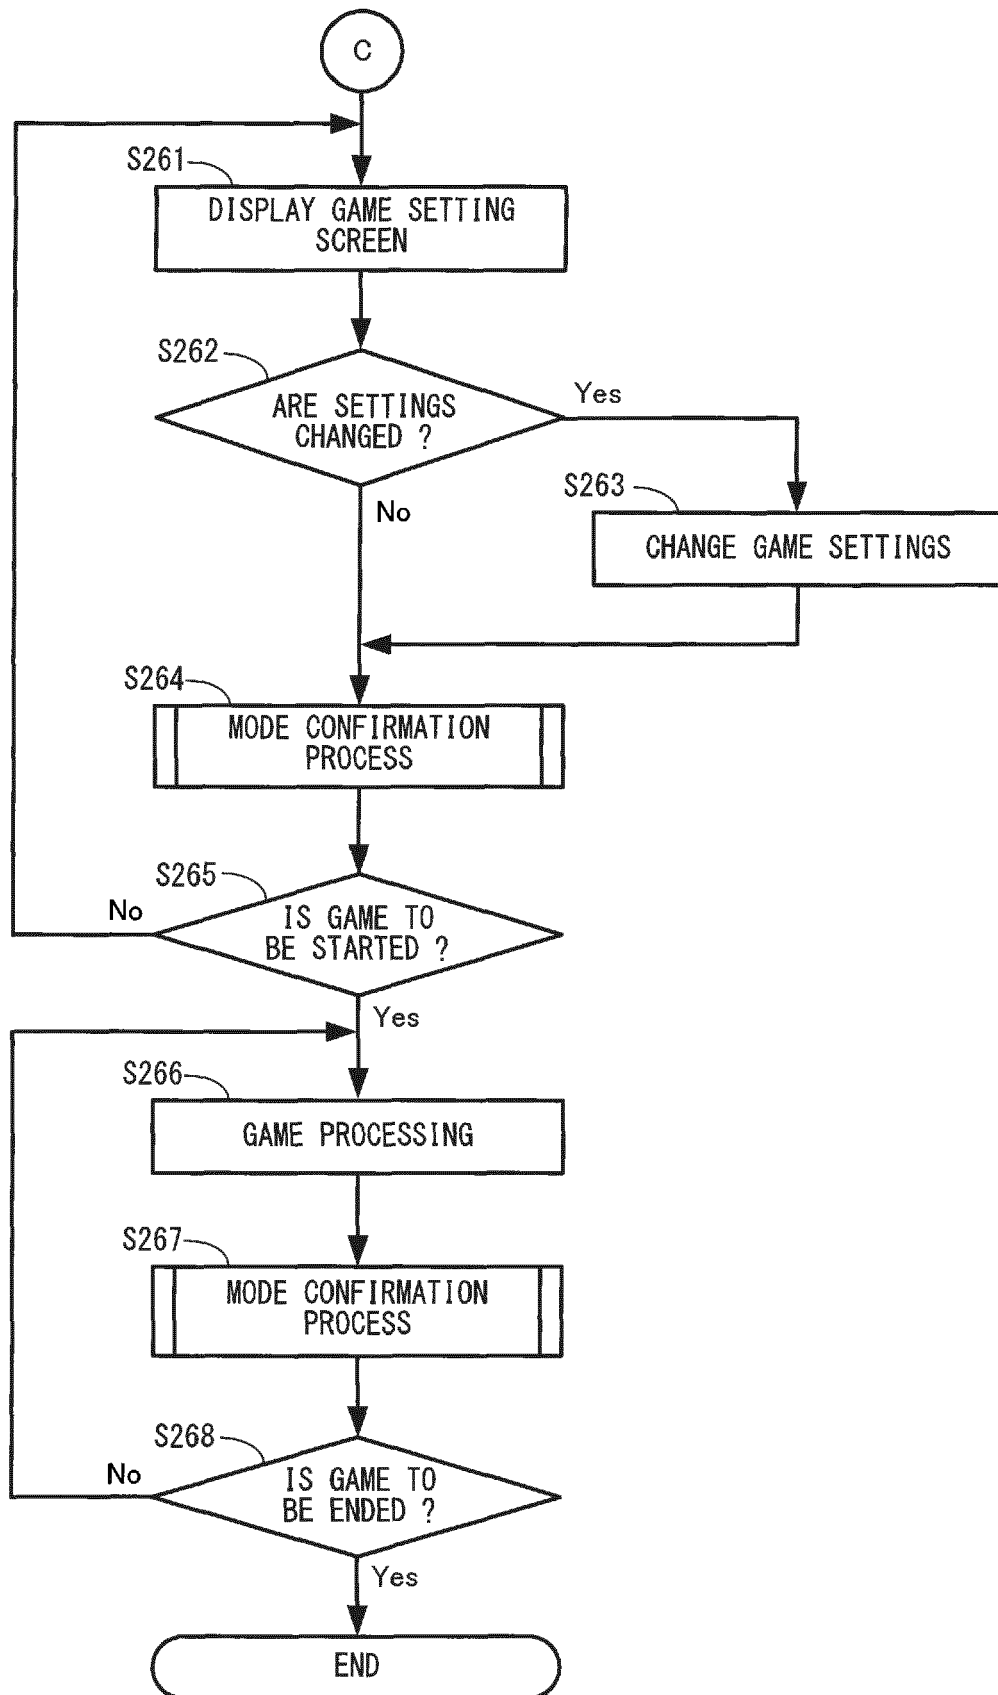 C
S261
DISPLAY GAME SETTING
SCREEN
S262
ARE SETTINGS
CHANGED ?
Yes
No
S263
CHANGE GAME SETTINGS
S264
MODE CONFIRMATION
PROCESS
S265
IS GAME TO
BE STARTED ?
No
Yes
S266
GAME PROCESSING
S267
MODE CONFIRMATION
PROCESS
S268
IS GAME TO
BE ENDED ?
No
Yes
END